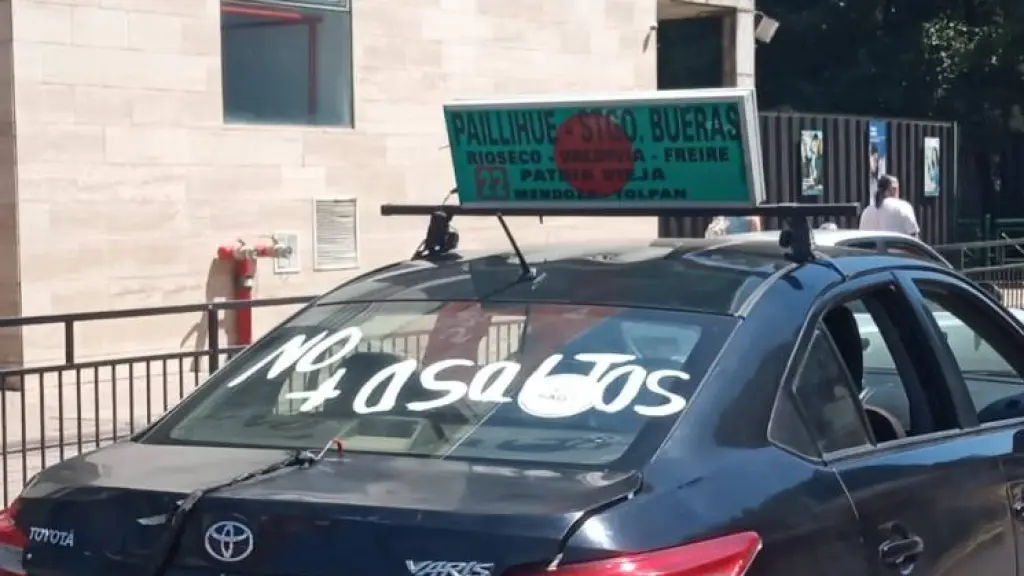 PAILLIHUE - STGO. BUERAS
RIOSECO - VALDIVIA - FREIRE
22 PATRIA VIEJA
MENDOZA TOLPAN
NO + asaltos
TOYOTA
YARIS